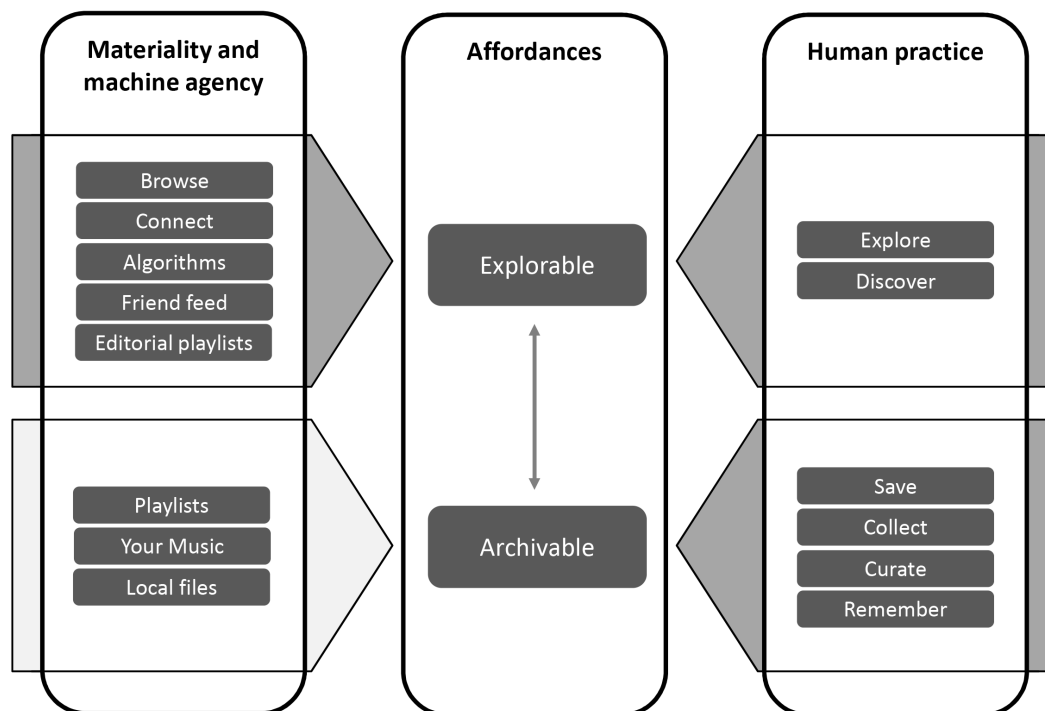 Materiality and
machine agency
Affordances
Human practice
Browse
Connect
Algorithms
Friend feed
Editorial playlists
Explorable
Explore
Discover
Playlists
Your Music
Local files
Archivable
Save
Collect
Curate
Remember